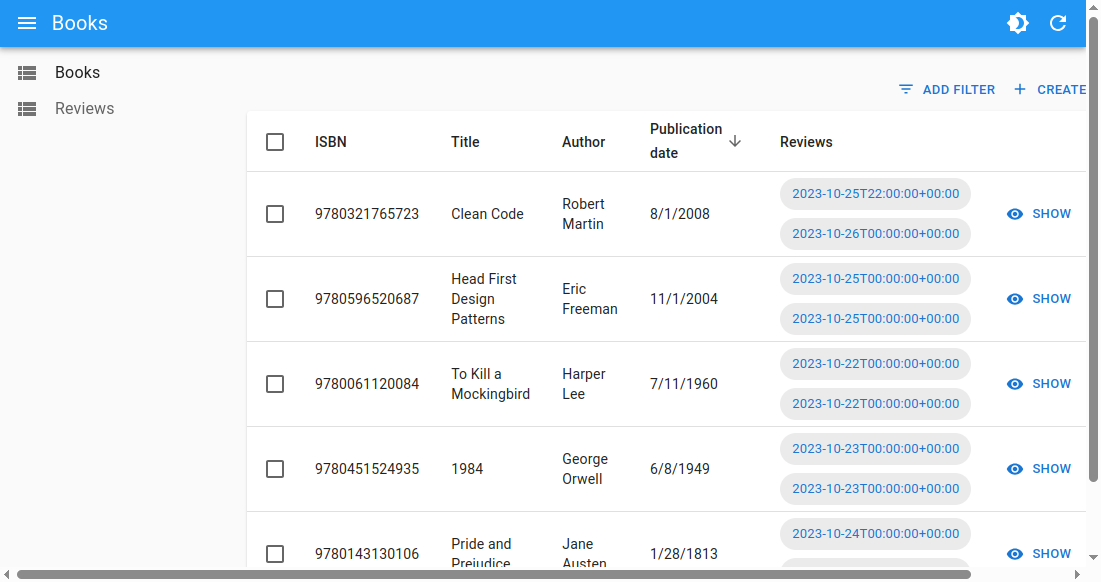 Books
Books
Reviews
ADD FILTER
CREATE
ISBN
Title
Author
Publication
date
Reviews
9780321765723
Clean Code
Robert
Martin
8/1/2008
2023-10-25T22:00:00+00:00
2023-10-26T00:00:00+00:00
SHOW
9780596520687
Head First
Design
Patterns
Eric
Freeman
11/1/2004
2023-10-25T00:00:00+00:00
2023-10-25T00:00:00+00:00
SHOW
9780061120084
To Kill a
Mockingbird
Harper
Lee
7/11/1960
2023-10-22T00:00:00+00:00
2023-10-22T00:00:00+00:00
SHOW
9780451524935
1984
George
Orwell
6/8/1949
2023-10-23T00:00:00+00:00
2023-10-23T00:00:00+00:00
SHOW
9780143130106
Pride and
Prejudice
Jane
Austen
1/28/1813
2023-10-24T00:00:00+00:00
SHOW